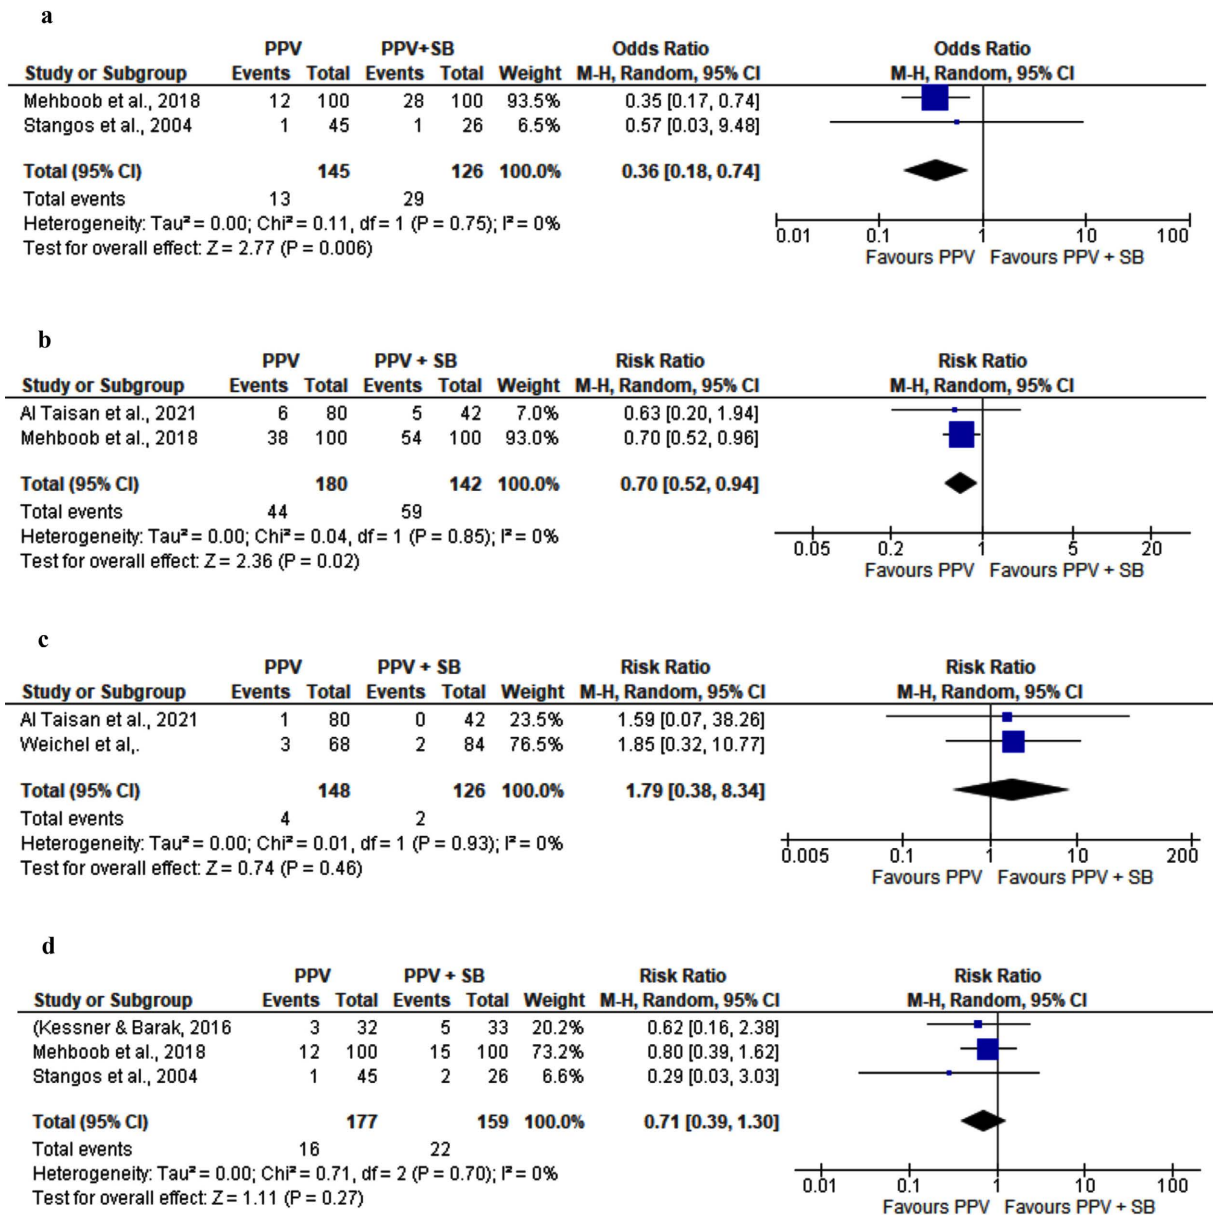 a
PPV PPV+SB Odds Ratio Odds Ratio
Study or Subgroup Events Total Events Total Weight M-H, Random, 95% CI M-H, Random, 95% CI
Mehboob et al., 2018 12 100 28 100 93.5% 0.35 [0.17, 0.74]
Stangos et al., 2004 1 45 1 26 6.5% 0.57 [0.03, 9.48]
Total (95% CI) 145 126 100.0% 0.36 [0.18, 0.74]
Total events 13 29
Heterogeneity: Tau² = 0.00; Chi² = 0.11, df = 1 (P = 0.75); I² = 0%
Test for overall effect: Z = 2.77 (P = 0.006)
0.01 0.1 1 10 100
Favours PPV Favours PPV + SB
b
PPV PPV + SB Risk Ratio Risk Ratio
Study or Subgroup Events Total Events Total Weight M-H, Random, 95% CI M-H, Random, 95% CI
Al Taisan et al., 2021 6 80 5 42 7.0% 0.63 [0.20, 1.94]
Mehboob et al., 2018 38 100 54 100 93.0% 0.70 [0.52, 0.96]
Total (95% CI) 180 142 100.0% 0.70 [0.52, 0.94]
Total events 44 59
Heterogeneity: Tau² = 0.00; Chi² = 0.04, df = 1 (P = 0.85); I² = 0%
Test for overall effect: Z = 2.36 (P = 0.02)
0.05 0.2 1 5 20
Favours PPV Favours PPV + SB
c
PPV PPV + SB Risk Ratio Risk Ratio
Study or Subgroup Events Total Events Total Weight M-H, Random, 95% CI M-H, Random, 95% CI
Al Taisan et al., 2021 1 80 0 42 23.5% 1.59 [0.07, 38.26]
Weichel et al,. 3 68 2 84 76.5% 1.85 [0.32, 10.77]
Total (95% CI) 148 126 100.0% 1.79 [0.38, 8.34]
Total events 4 2
Heterogeneity: Tau² = 0.00; Chi² = 0.01, df = 1 (P = 0.93); I² = 0%
Test for overall effect: Z = 0.74 (P = 0.46)
0.005 0.1 1 10 200
Favours PPV Favours PPV + SB
d
PPV PPV + SB Risk Ratio Risk Ratio
Study or Subgroup Events Total Events Total Weight M-H, Random, 95% CI M-H, Random, 95% CI
(Kessner & Barak, 2016 3 32 5 33 20.2% 0.62 [0.16, 2.38]
Mehboob et al., 2018 12 100 15 100 73.2% 0.80 [0.39, 1.62]
Stangos et al., 2004 1 45 2 26 6.6% 0.29 [0.03, 3.03]
Total (95% CI) 177 159 100.0% 0.71 [0.39, 1.30]
Total events 16 22
Heterogeneity: Tau² = 0.00; Chi² = 0.71, df = 2 (P = 0.70); I² = 0%
Test for overall effect: Z = 1.11 (P = 0.27)
0.01 0.1 1 10 100
Favours PPV Favours PPV + SB